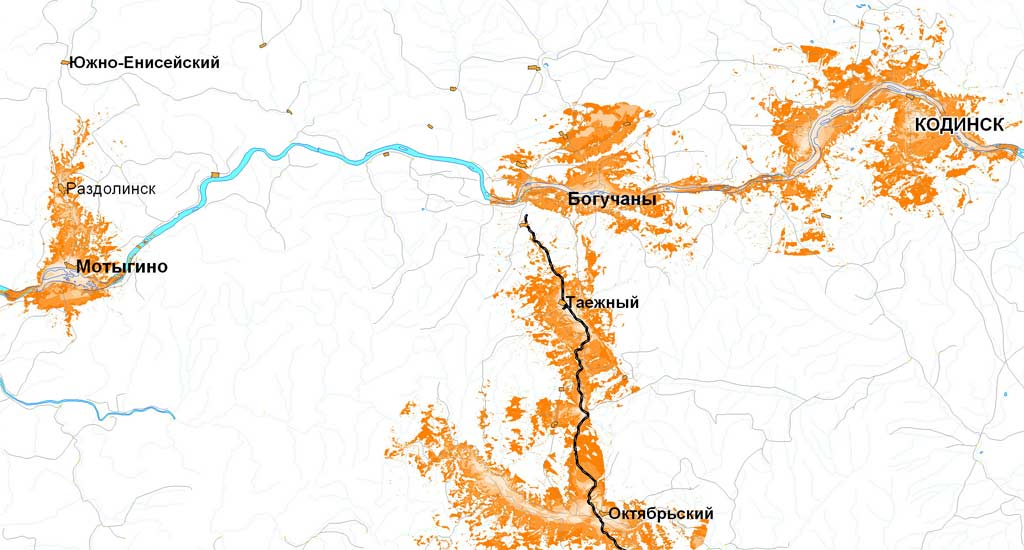 Южно-Енисейский
КОДИНСК
Раздолинск
Богучаны
Мотыгино
Таежный
Октябрьский